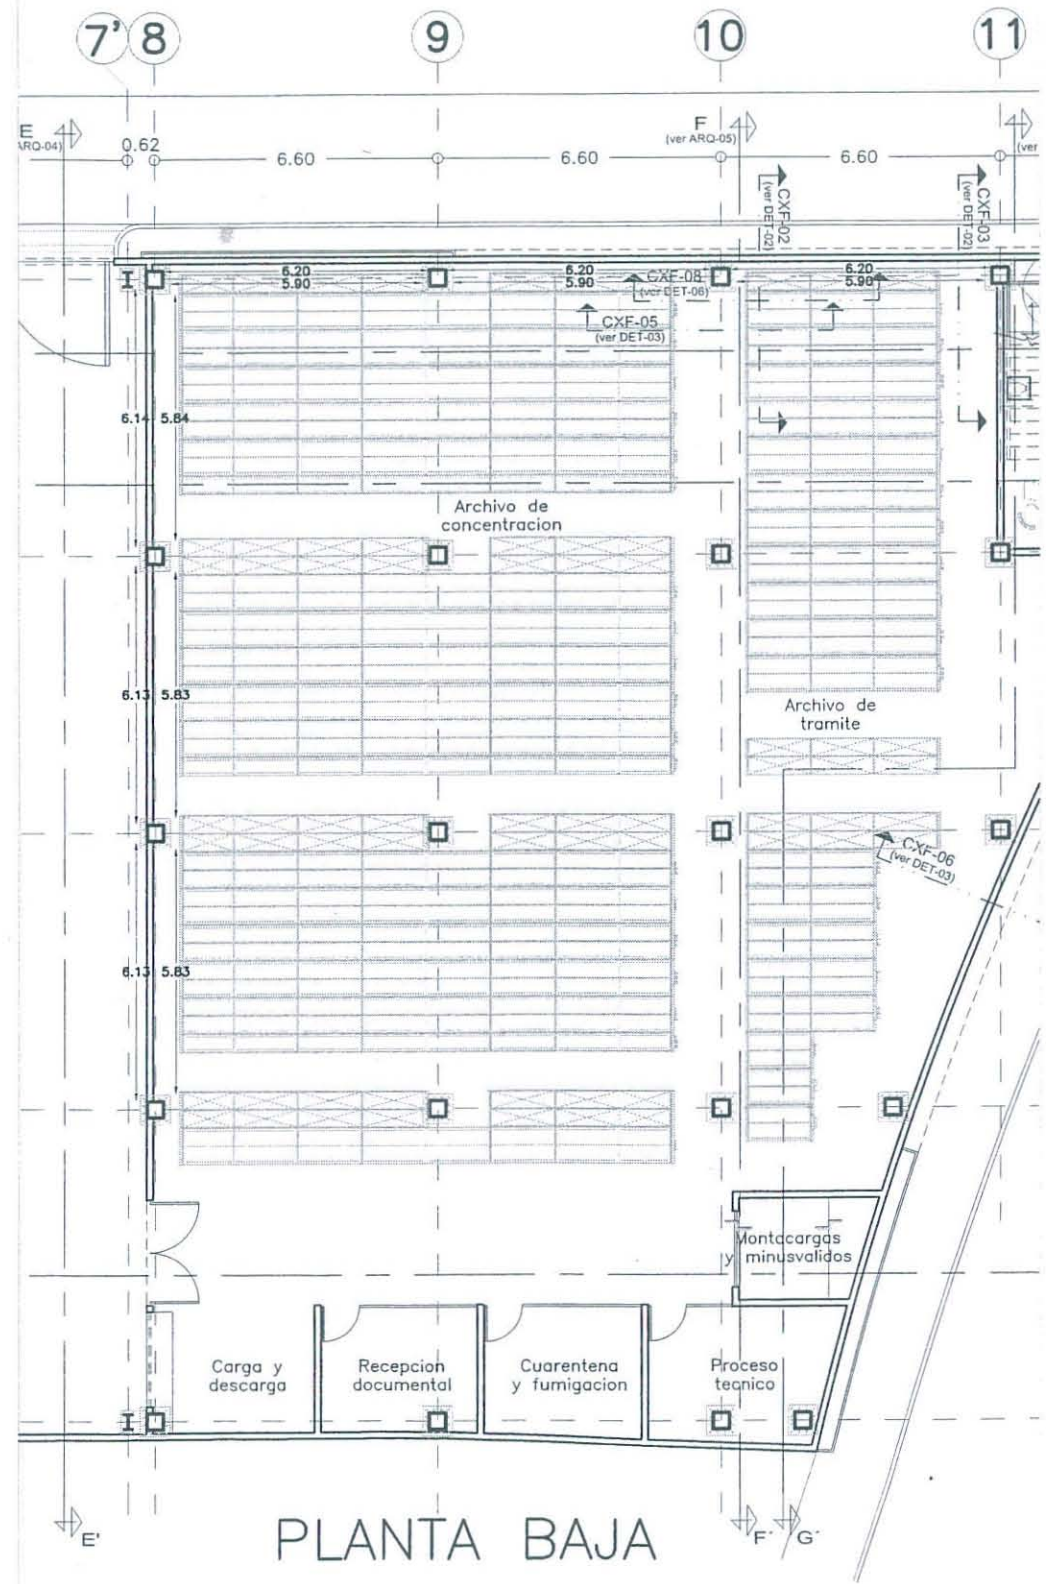 7' 8 9 10 11
E
ARQ-04)
F
(ver ARQ-05)
(ver
0.62 6.60 6.60 6.60
CXF-02
(ver DET-02)
CXF-03
(ver DET-02)
6.20 6.20 6.20
5.90 5.90 5.90
CXF-08
(ver DET-06)
CXF-05
(ver DET-03)
6.14 5.84
Archivo de
concentracion
6.13 5.83
Archivo de
tramite
CXF-06
(ver DET-03)
6.13 5.83
Montacargas
y minusvalidos
Carga y
descarga
Recepcion
documental
Cuarentena
y fumigacion
Proceso
tecnico
E'
PLANTA BAJA
F' G'